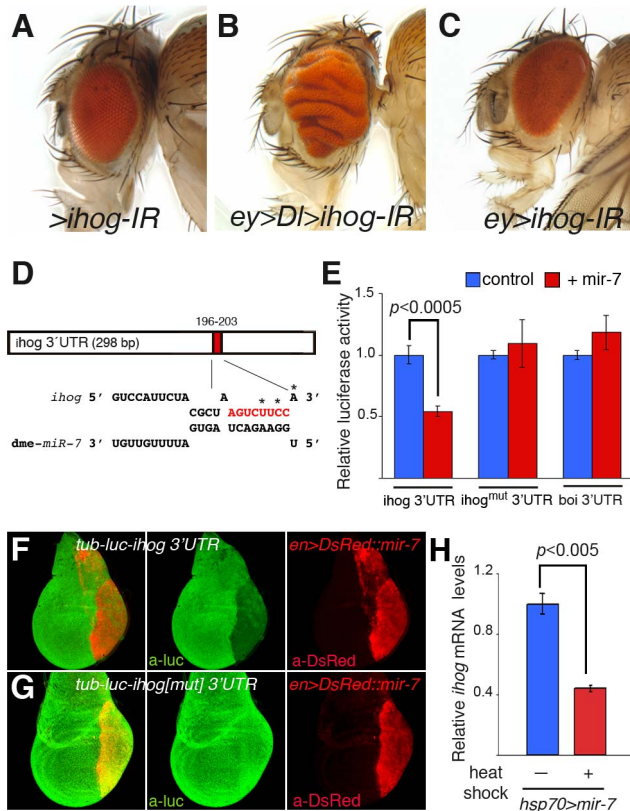 A
B
C
>ihog-IR
ey>Dl>ihog-IR
ey>ihog-IR
D
196-203
ihog 3´UTR (298 bp)
* * *
ihog 5’ GUCCAUUCUA A A 3’
CGCU AGUCUUCC
GUGA UCAGAAGG
dme-miR-7 3’ UGUUGUUUUA U 5’
E
control + mir-7
p<0.0005
Relative luciferase activity
1.5
1.0
0.5
ihog 3’UTR ihogmut 3’UTR boi 3’UTR
F
tub-luc-ihog 3’UTR
en>DsRed::mir-7
a-luc
a-DsRed
G
tub-luc-ihog[mut] 3’UTR
en>DsRed::mir-7
a-luc
a-DsRed
H
p<0.005
Relative ihog mRNA levels
1.2
0.8
0.4
heat shock – +
hsp70>mir-7